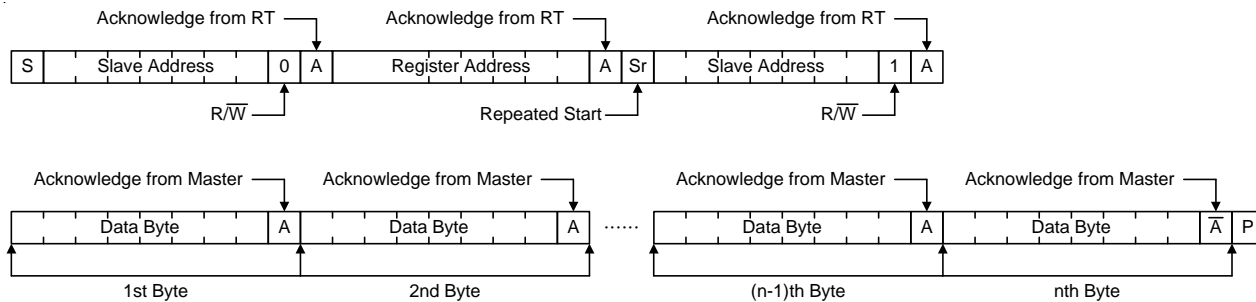 Acknowledge from RT Acknowledge from RT Acknowledge from RT
S Slave Address 0 A Register Address A Sr Slave Address 1 A
R/W̅ Repeated Start R/W̅
Acknowledge from Master Acknowledge from Master Acknowledge from Master Acknowledge from Master
Data Byte A Data Byte A ...... Data Byte A Data Byte A̅ P
1st Byte 2nd Byte (n-1)th Byte nth Byte